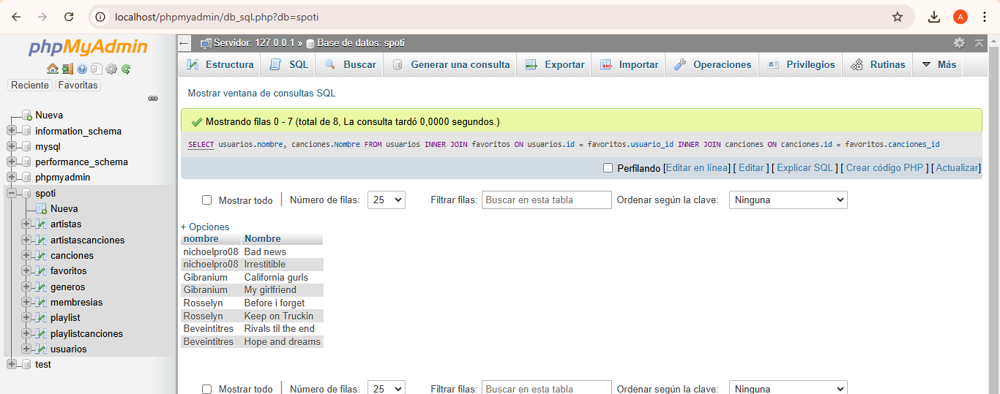 localhost/phpmyadmin/db_sql.php?db=spoti
A
phpMyAdmin
Reciente Favoritas
Nueva
information_schema
mysql
performance_schema
phpmyadmin
spoti
Nueva
artistas
artistascanciones
canciones
favoritos
generos
membresias
playlist
playlistcanciones
usuarios
test
Servidor: 127.0.0.1 » Base de datos: spoti
Estructura SQL Buscar Generar una consulta Exportar Importar Operaciones Privilegios Rutinas Más
Mostrar ventana de consultas SQL
Mostrando filas 0 - 7 (total de 8, La consulta tardó 0,0000 segundos.)
SELECT usuarios.nombre, canciones.Nombre FROM usuarios INNER JOIN favoritos ON usuarios.id = favoritos.usuario_id INNER JOIN canciones ON canciones.id = favoritos.canciones_id
Perfilando [Editar en línea] [ Editar ] [ Explicar SQL ] [ Crear código PHP ] [ Actualizar]
Mostrar todo | Número de filas: 25 Filtrar filas: Buscar en esta tabla Ordenar según la clave: Ninguna
+ Opciones
nombre Nombre
nichoelpro08 Bad news
nichoelpro08 Irrestitible
Gibranium California gurls
Gibranium My girlfriend
Rosselyn Before i forget
Rosselyn Keep on Truckin
Beveintitres Rivals til the end
Beveintitres Hope and dreams
Mostrar todo | Número de filas: 25 Filtrar filas: Buscar en esta tabla Ordenar según la clave: Ninguna